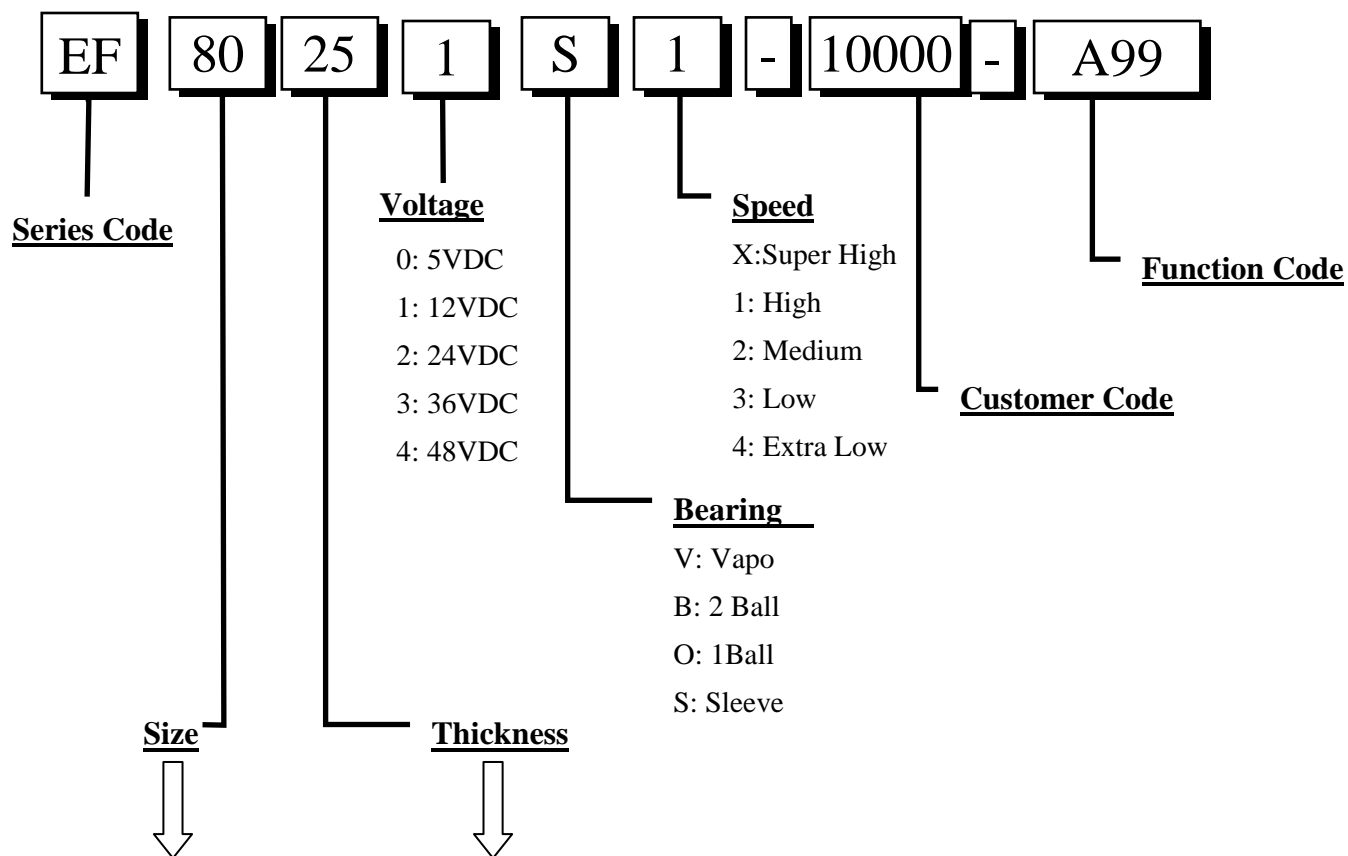 EF 80 25 1 S 1 - 10000 - A99
Series Code
Voltage
0: 5VDC
1: 12VDC
2: 24VDC
3: 36VDC
4: 48VDC
Speed
X:Super High
1: High
2: Medium
3: Low
4: Extra Low
Function Code
Customer Code
Bearing
V: Vapo
B: 2 Ball
O: 1Ball
S: Sleeve
Size
Thickness